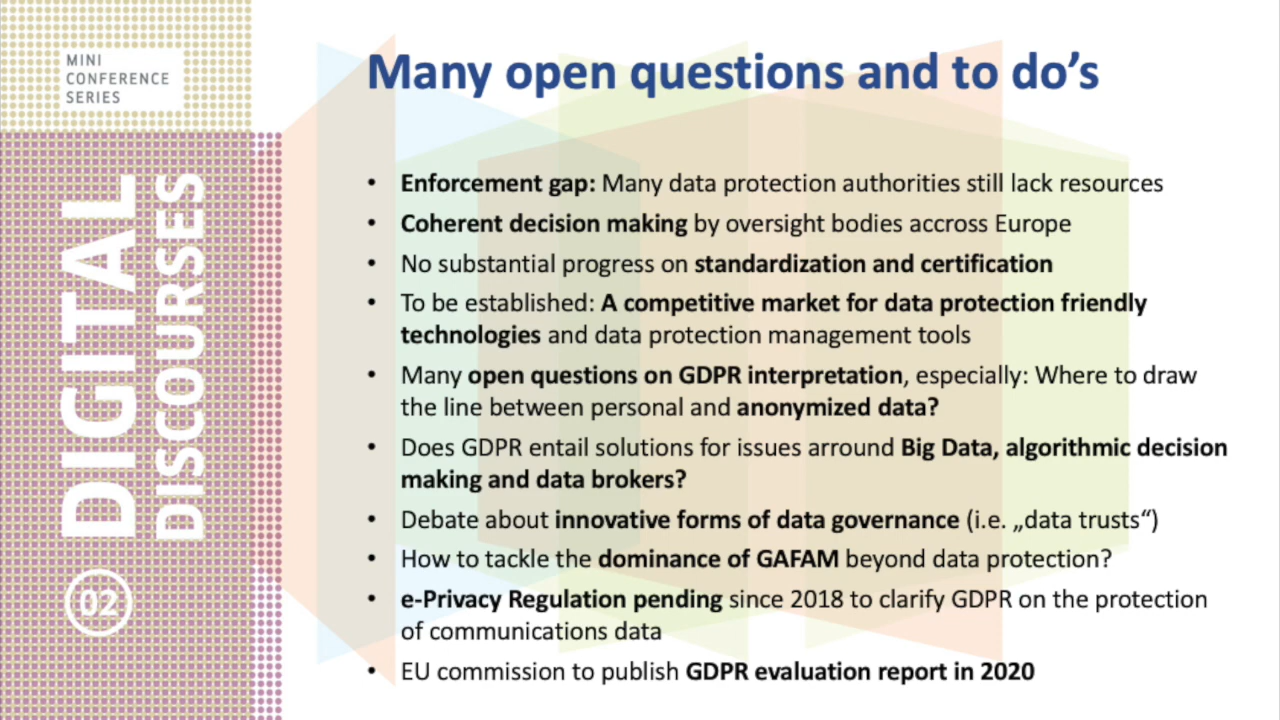 MINI
CONFERENCE
SERIES
DIGITAL
DISCOURSES
02
Many open questions and to do’s
• Enforcement gap: Many data protection authorities still lack resources
• Coherent decision making by oversight bodies accross Europe
• No substantial progress on standardization and certification
• To be established: A competitive market for data protection friendly
technologies and data protection management tools
• Many open questions on GDPR interpretation, especially: Where to draw
the line between personal and anonymized data?
• Does GDPR entail solutions for issues arround Big Data, algorithmic decision
making and data brokers?
• Debate about innovative forms of data governance (i.e. „data trusts“)
• How to tackle the dominance of GAFAM beyond data protection?
• e-Privacy Regulation pending since 2018 to clarify GDPR on the protection
of communications data
• EU commission to publish GDPR evaluation report in 2020